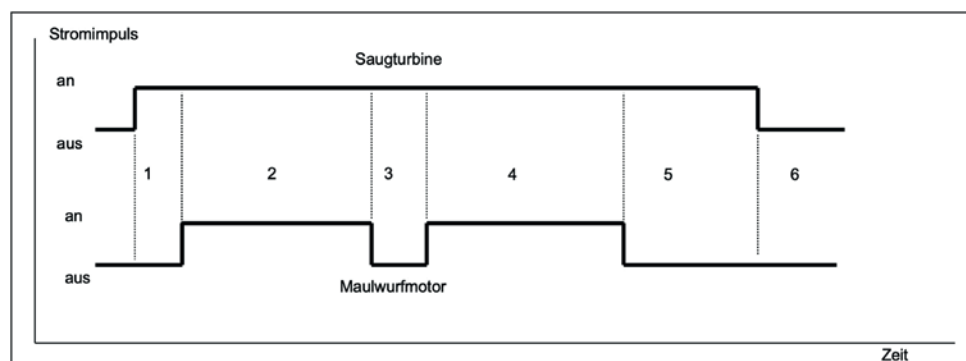 Stromimpuls
Saugturbine
an
aus
1 2 3 4 5 6
an
aus
Maulwurfmotor
Zeit